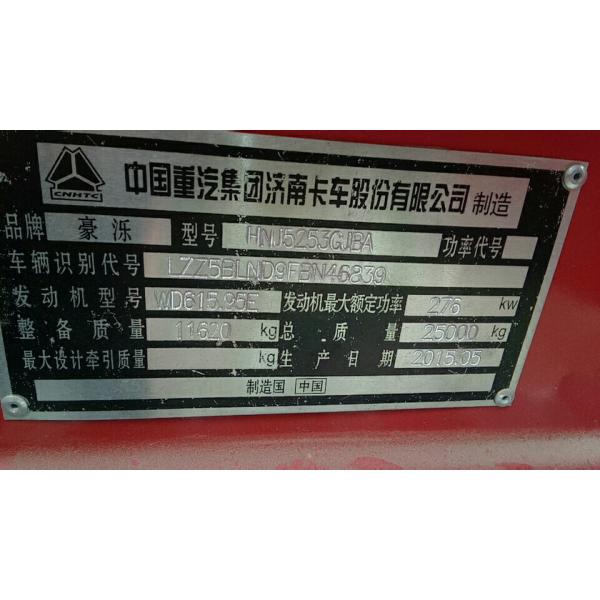 CNHTC
中国重汽集团济南卡车股份有限公司 制造
品牌 豪泺 型号 HNJ5253GJBA 功率代号
车辆识别代号 LZZ5BLND9FBN46839
发动机型号 WD615.95E 发动机最大额定功率 276 kw
整备质量 11620 kg 总质量 25000 kg
最大设计牵引质量 kg 生产日期 2015.05
制造国 中国